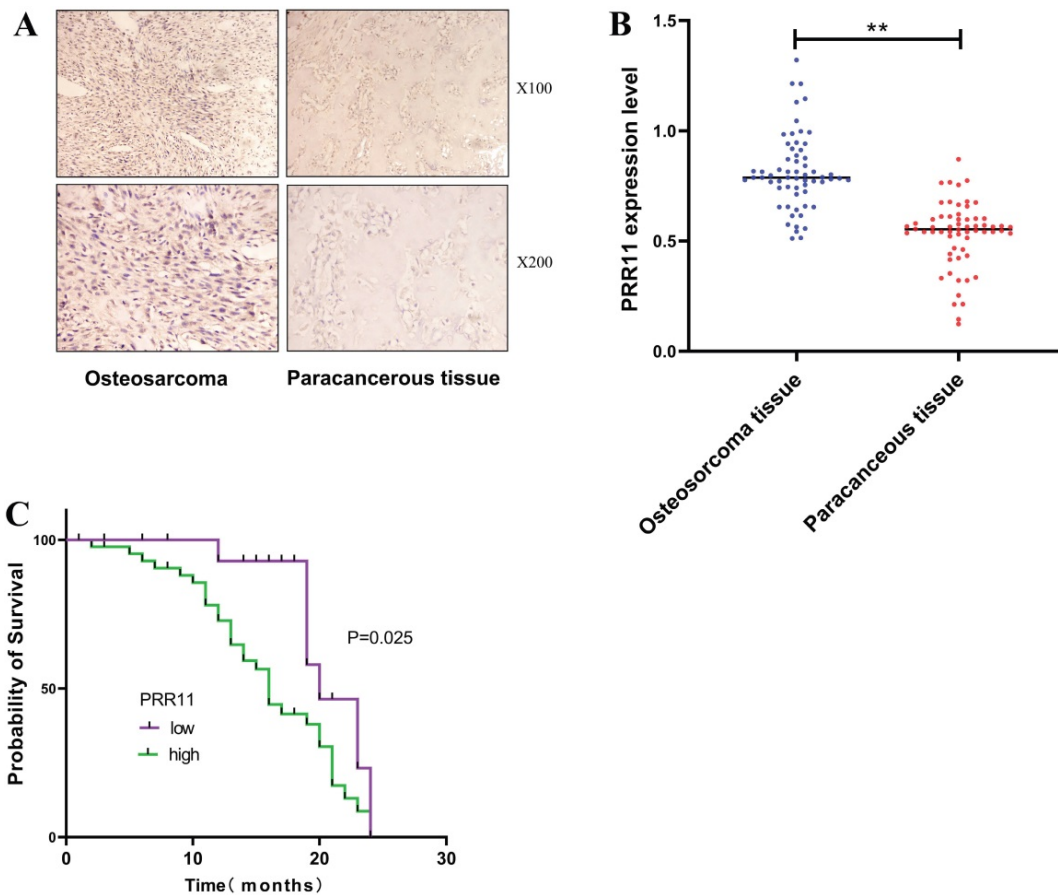 A
X100
X200
Osteosarcoma
Paracancerous tissue
B
**
1.5
1.0
0.5
0.0
PRR11 expression level
Osteosorcoma tissue
Paracanceous tissue
C
100
50
0
Probability of Survival
P=0.025
PRR11
low
high
0 10 20 30
Time( months)